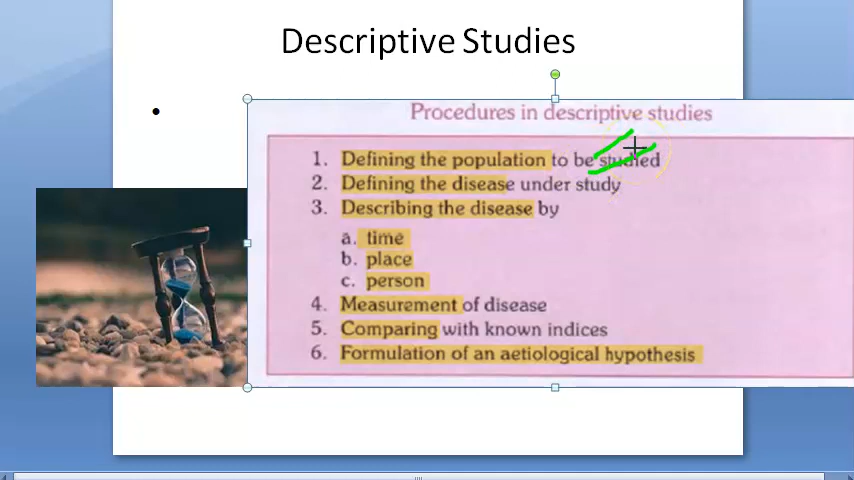 Descriptive Studies
•
Procedures in descriptive studies
1. Defining the population to be studied
2. Defining the disease under study
3. Describing the disease by
a. time
b. place
c. person
4. Measurement of disease
5. Comparing with known indices
6. Formulation of an aetiological hypothesis